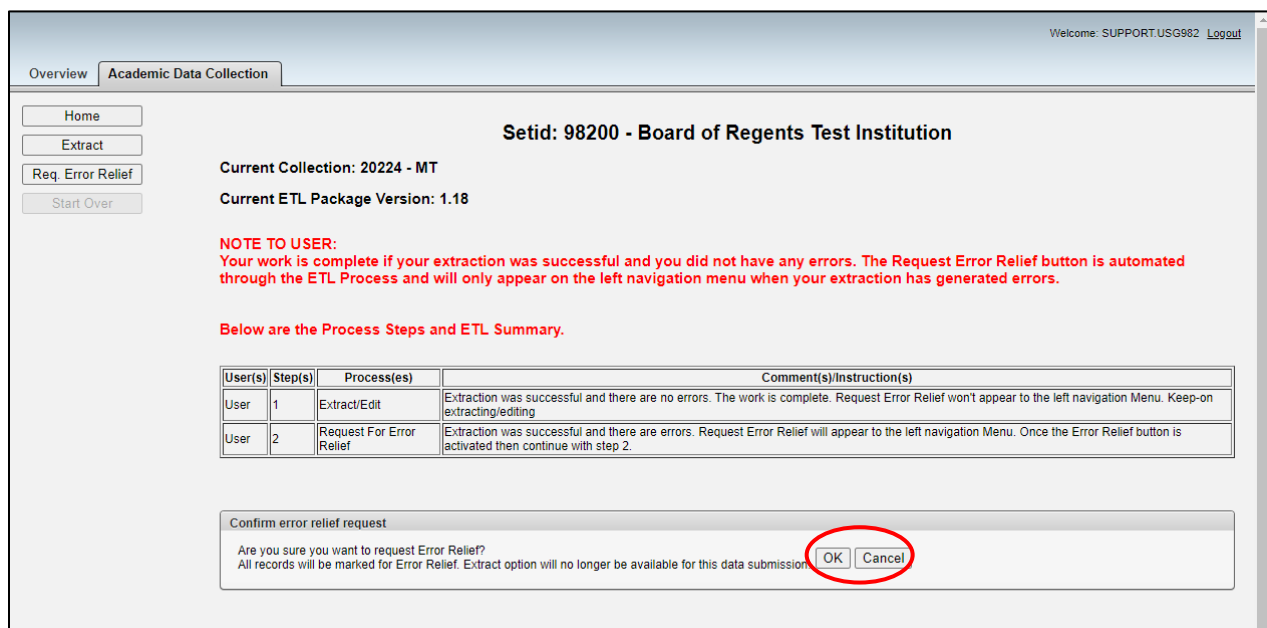 Welcome: SUPPORT.USG982 Logout
Overview Academic Data Collection
Home
Extract
Req. Error Relief
Start Over
Setid: 98200 - Board of Regents Test Institution
Current Collection: 20224 - MT
Current ETL Package Version: 1.18
NOTE TO USER:
Your work is complete if your extraction was successful and you did not have any errors. The Request Error Relief button is automated
through the ETL Process and will only appear on the left navigation menu when your extraction has generated errors.
Below are the Process Steps and ETL Summary.
User(s) Step(s) Process(es) Comment(s)/Instruction(s)
User 1 Extract/Edit Extraction was successful and there are no errors. The work is complete. Request Error Relief won't appear to the left navigation Menu. Keep-on
extracting/editing
User 2 Request For Error
Relief
Extraction was successful and there are errors. Request Error Relief will appear to the left navigation Menu. Once the Error Relief button is
activated then continue with step 2.
Confirm error relief request
Are you sure you want to request Error Relief?
All records will be marked for Error Relief. Extract option will no longer be available for this data submission. OK Cancel